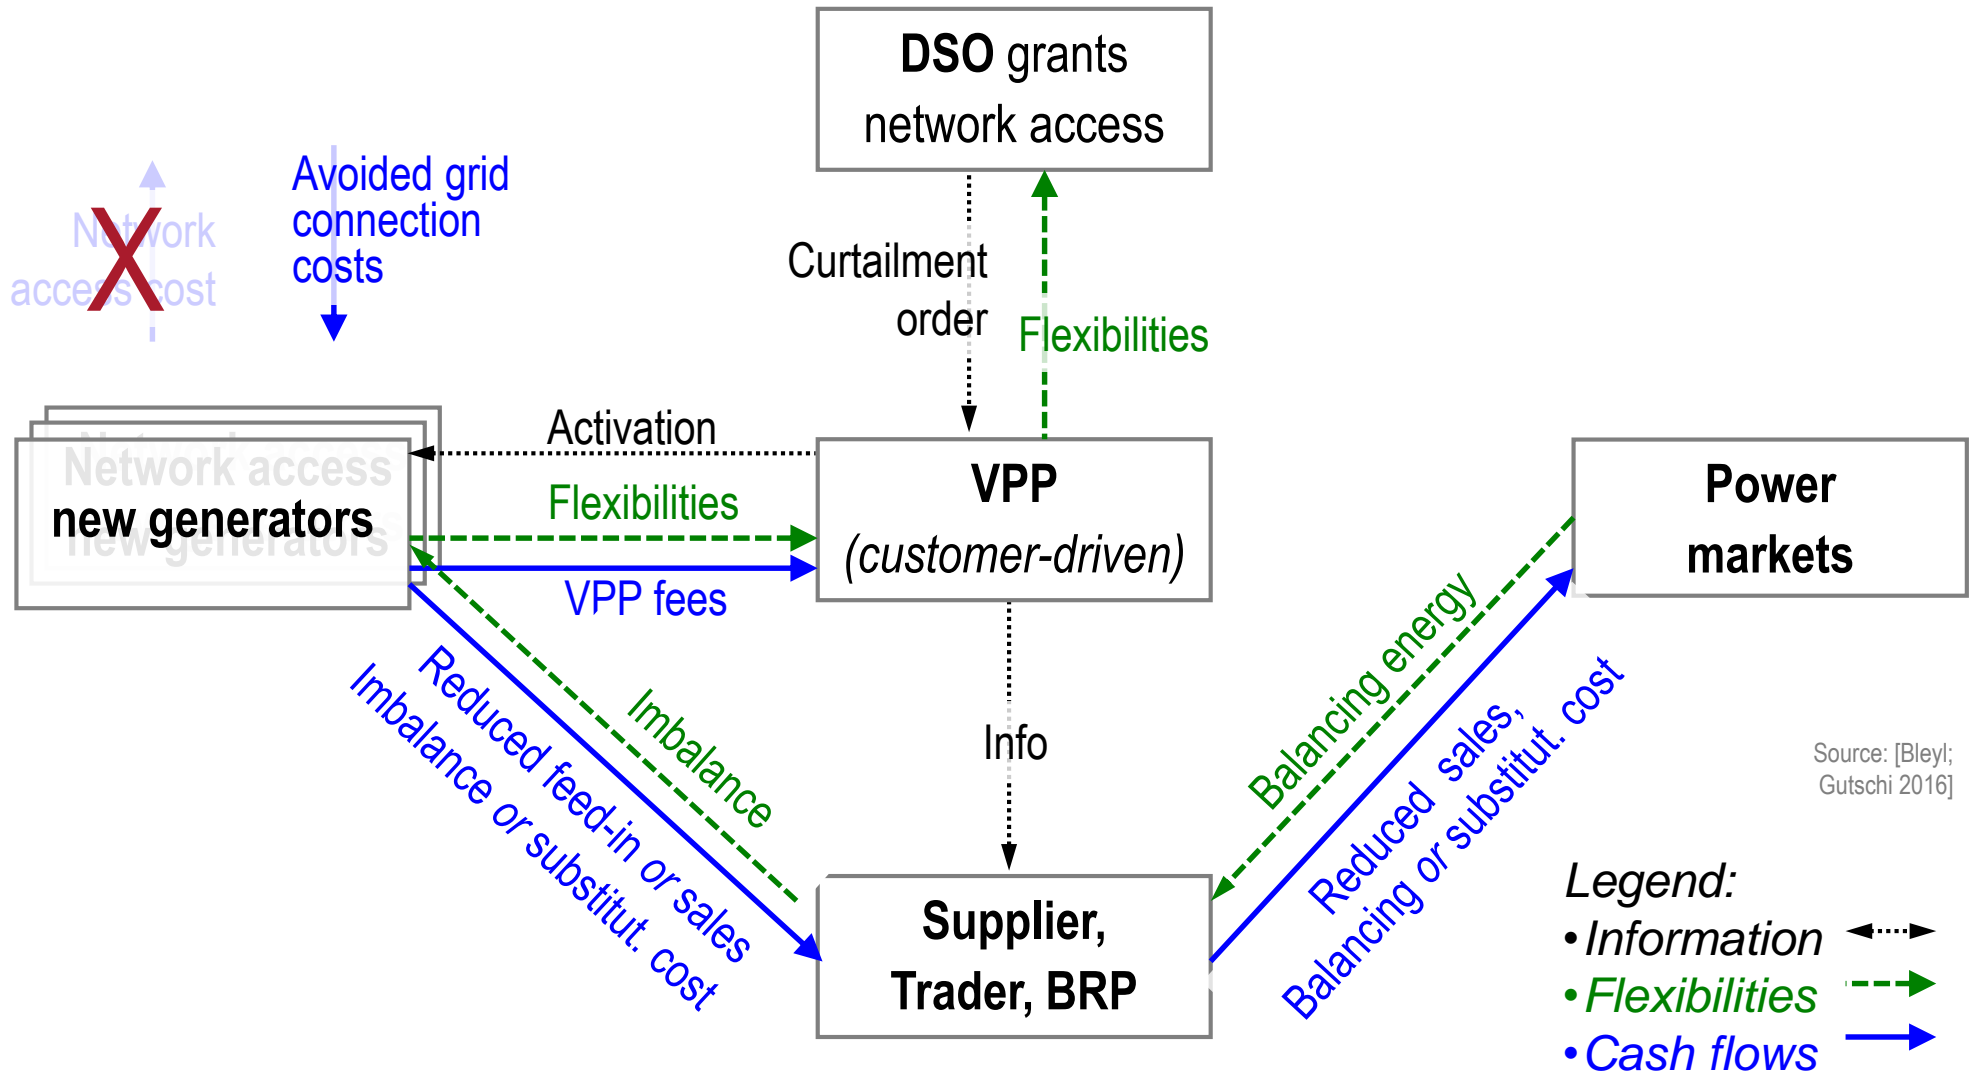 DSO grants
network access
Avoided grid
connection
costs
Network
access cost
X
Curtailment
order
Flexibilities
Activation
Network access
new generators
Flexibilities
VPP fees
VPP
(customer-driven)
Power
markets
Reduced feed-in or sales
Imbalance or substitut. cost
Imbalance
Info
Balancing energy
Reduced sales,
Balancing or substitut. cost
Source: [Bleyl;
Gutschi 2016]
Supplier,
Trader, BRP
Legend:
•Information
•Flexibilities
•Cash flows